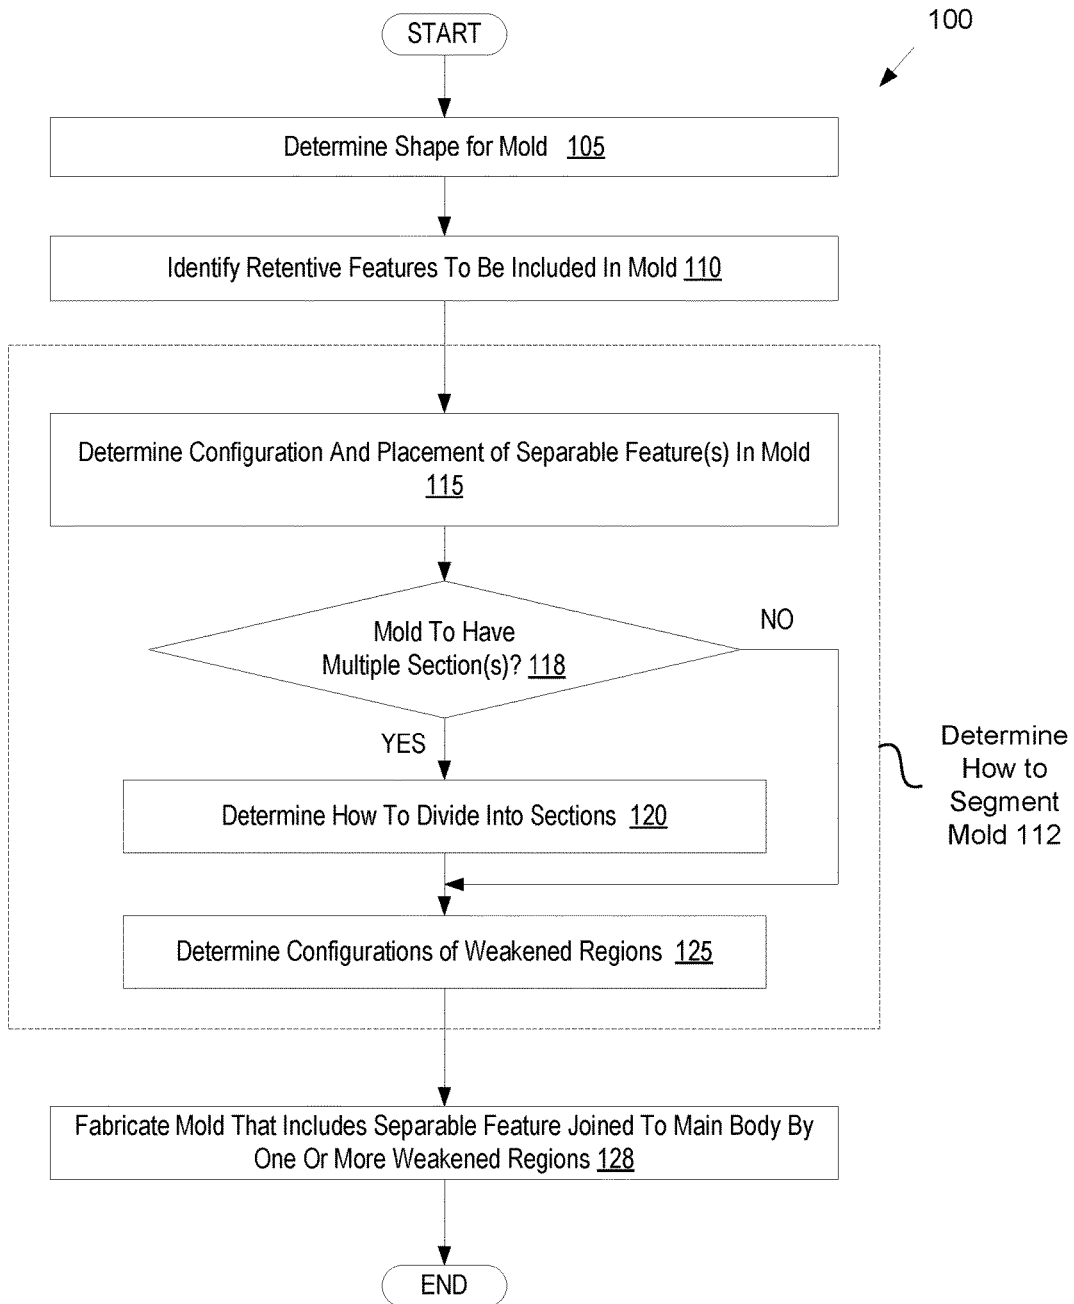 START
100
Determine Shape for Mold 105
Identify Retentive Features To Be Included In Mold 110
Determine Configuration And Placement of Separable Feature(s) In Mold
115
Mold To Have
Multiple Section(s)? 118
NO
YES
Determine How To Divide Into Sections 120
Determine
How to
Segment
Mold 112
Determine Configurations of Weakened Regions 125
Fabricate Mold That Includes Separable Feature Joined To Main Body By
One Or More Weakened Regions 128
END